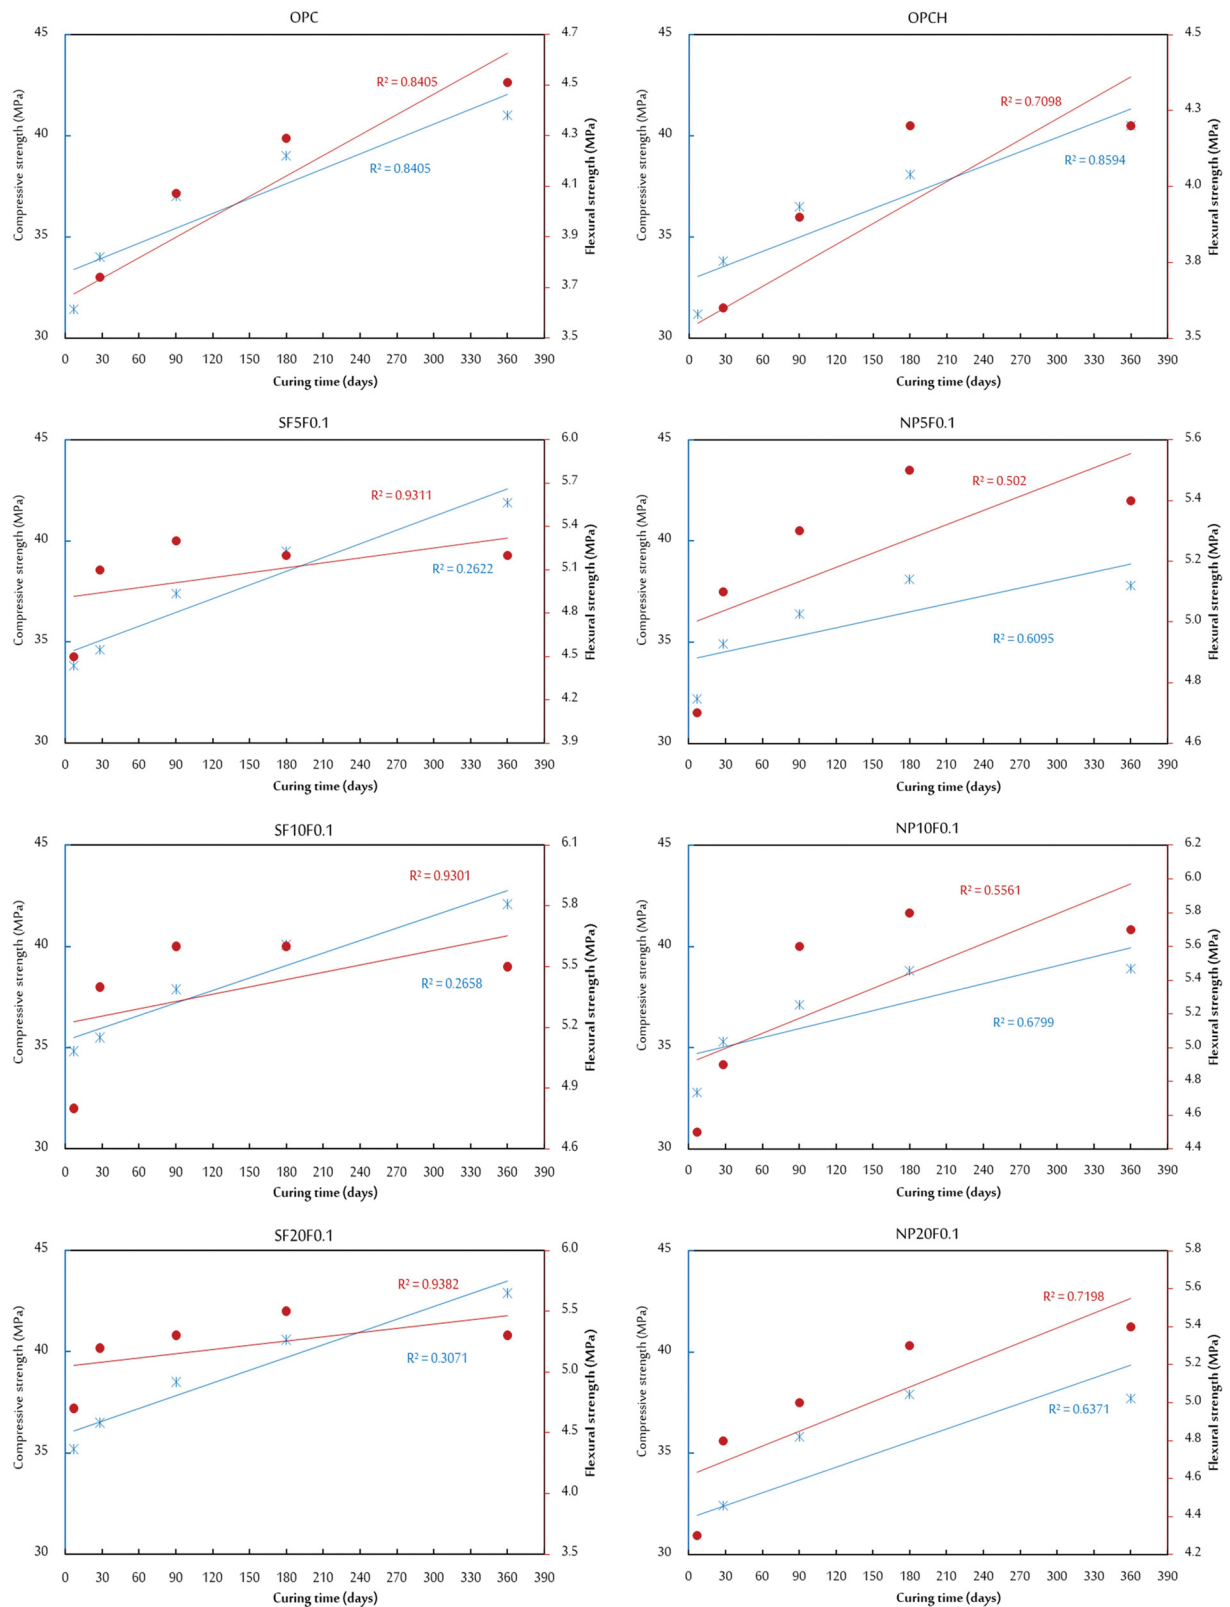 OPC
45
40
35
30
4.7
4.5
4.3
4.1
3.9
3.7
3.5
Compressive strength (MPa)
Flexural strength (MPa)
R² = 0.8405
R² = 0.8405
0 30 60 90 120 150 180 210 240 270 300 330 360 390
Curing time (days)
OPCH
45
40
35
30
4.5
4.3
4.0
3.8
3.5
Compressive strength (MPa)
Flexural strength (MPa)
R² = 0.7098
R² = 0.8594
0 30 60 90 120 150 180 210 240 270 300 330 360 390
Curing time (days)
SF5F0.1
45
40
35
30
6.0
5.7
5.4
5.1
4.8
4.5
4.2
3.9
Compressive strength (MPa)
Flexural strength (MPa)
R² = 0.9311
R² = 0.2622
0 30 60 90 120 150 180 210 240 270 300 330 360 390
Curing time (days)
NP5F0.1
45
40
35
30
5.6
5.4
5.2
5.0
4.8
4.6
Compressive strength (MPa)
Flexural strength (MPa)
R² = 0.502
R² = 0.6095
0 30 60 90 120 150 180 210 240 270 300 330 360 390
Curing time (days)
SF10F0.1
45
40
35
30
6.1
5.8
5.5
5.2
4.9
4.6
Compressive strength (MPa)
Flexural strength (MPa)
R² = 0.9301
R² = 0.2658
0 30 60 90 120 150 180 210 240 270 300 330 360 390
Curing time (days)
NP10F0.1
45
40
35
30
6.2
6.0
5.8
5.6
5.4
5.2
5.0
4.8
4.6
4.4
Compressive strength (MPa)
Flexural strength (MPa)
R² = 0.5561
R² = 0.6799
0 30 60 90 120 150 180 210 240 270 300 330 360 390
Curing time (days)
SF20F0.1
45
40
35
30
6.0
5.5
5.0
4.5
4.0
3.5
Compressive strength (MPa)
Flexural strength (MPa)
R² = 0.9382
R² = 0.3071
0 30 60 90 120 150 180 210 240 270 300 330 360 390
Curing time (days)
NP20F0.1
45
40
35
30
5.8
5.6
5.4
5.2
5.0
4.8
4.6
4.4
4.2
Compressive strength (MPa)
Flexural strength (MPa)
R² = 0.7198
R² = 0.6371
0 30 60 90 120 150 180 210 240 270 300 330 360 390
Curing time (days)